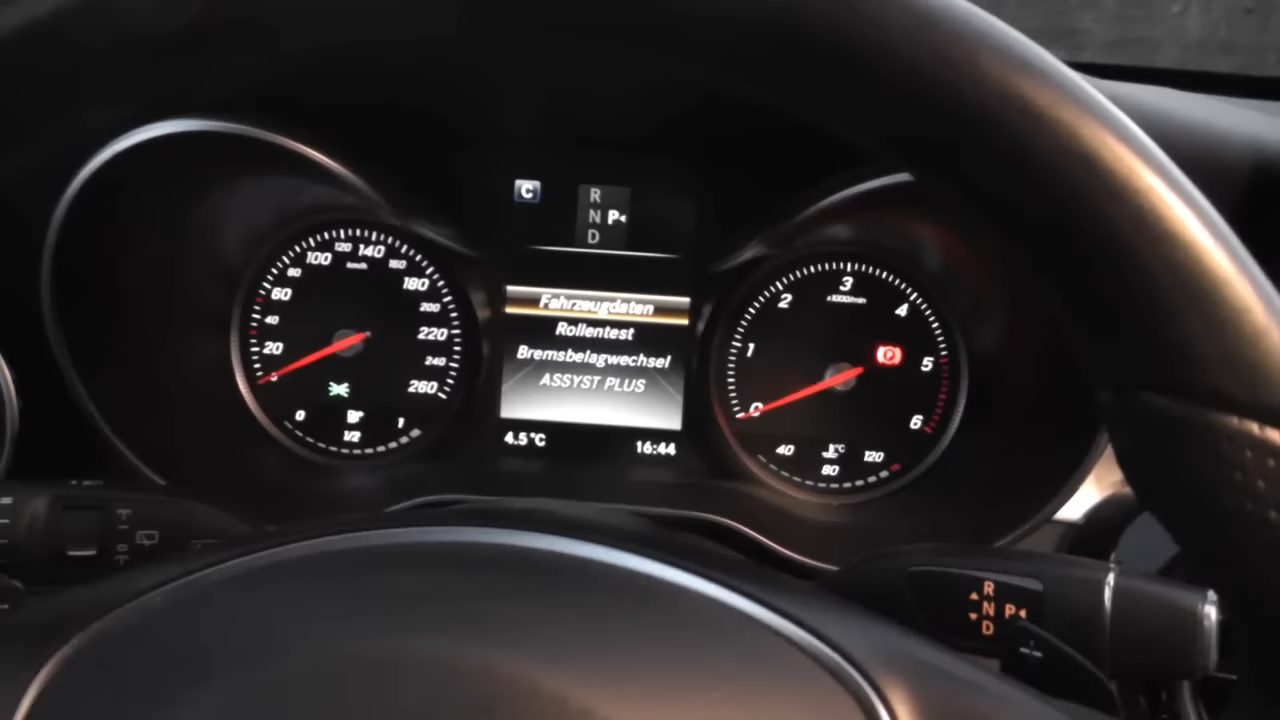 C
R
N P
D
20
40
60
80
100
120
140
160
180
200
220
240
260
km/h
0
1/2
1
Fahrzeugdaten
Rollentest
Bremsbelagwechsel
ASSYST PLUS
4.5°C
16:44
0
1
2
3
4
5
6
x1000/min
P
40
80
120
°C
R
N P
D